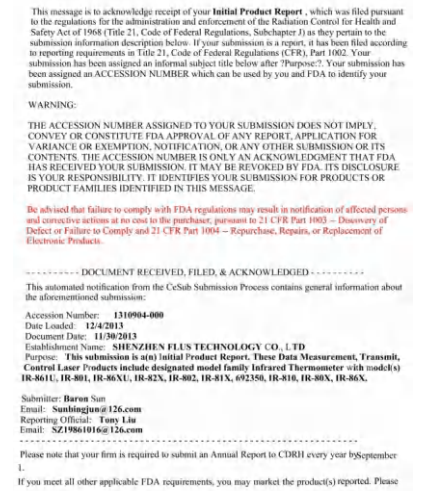 This message is to acknowledge receipt of your Initial Product Report , which was filed pursuant
to the regulations for the administration and enforcement of the Radiation Control for Health and
Safety Act of 1968 (Title 21, Code of Federal Regulations, Subchapter J) as they pertain to the
submission information description below. If your submission is a report, it has been filed according
to reporting requirements in Title 21, Code of Federal Regulations (CFR), Part 1002. Your
submission has been assigned an informal subject title below after ?Purpose:?. Your submission has
been assigned an ACCESSION NUMBER which can be used by you and FDA to identify your
submission.
WARNING:
THE ACCESSION NUMBER ASSIGNED TO YOUR SUBMISSION DOES NOT IMPLY,
CONVEY OR CONSTITUTE FDA APPROVAL OF ANY REPORT, APPLICATION FOR
VARIANCE OR EXEMPTION, NOTIFICATION, OR ANY OTHER SUBMISSION OR ITS
CONTENTS. THE ACCESSION NUMBER IS ONLY AN ACKNOWLEDGMENT THAT FDA
HAS RECEIVED YOUR SUBMISSION. IT MAY BE REVOKED BY FDA. ITS DISCLOSURE
IS YOUR RESPONSIBILITY. IT IDENTIFIES YOUR SUBMISSION FOR PRODUCTS OR
PRODUCT FAMILIES IDENTIFIED IN THIS MESSAGE.
Be advised that failure to comply with FDA regulations may result in notification of affected persons
and corrective actions at no cost to the purchaser, pursuant to 21 CFR Part 1003 -- Discovery of
Defect or Failure to Comply and 21 CFR Part 1004 -- Repurchase, Repairs, or Replacement of
Electronic Products.
- - - - - - - - - - DOCUMENT RECEIVED, FILED, & ACKNOWLEDGED - - - - - - - - - -
This automated notification from the CeSub Submission Process contains general information about
the aforementioned submission:
Accession Number: 1310904-000
Date Loaded: 12/4/2013
Document Date: 11/30/2013
Establishment Name: SHENZHEN FLUS TECHNOLOGY CO., LTD
Purpose: This submission is a(n) Initial Product Report. These Data Measurement, Transmit,
Control Laser Products include designated model family Infrared Thermometer with model(s)
IR-861U, IR-801, IR-86XU, IR-82X, IR-802, IR-81X, 692350, IR-810, IR-80X, IR-86X.
Submitter: Baron Sun
Email: Sunbingjun@126.com
Reporting Official: Tony Liu
Email: SZ19861016@126.com
Please note that your firm is required to submit an Annual Report to CDRH every year bySeptember
1.
If you meet all other applicable FDA requirements, you may market the product(s) reported. Please